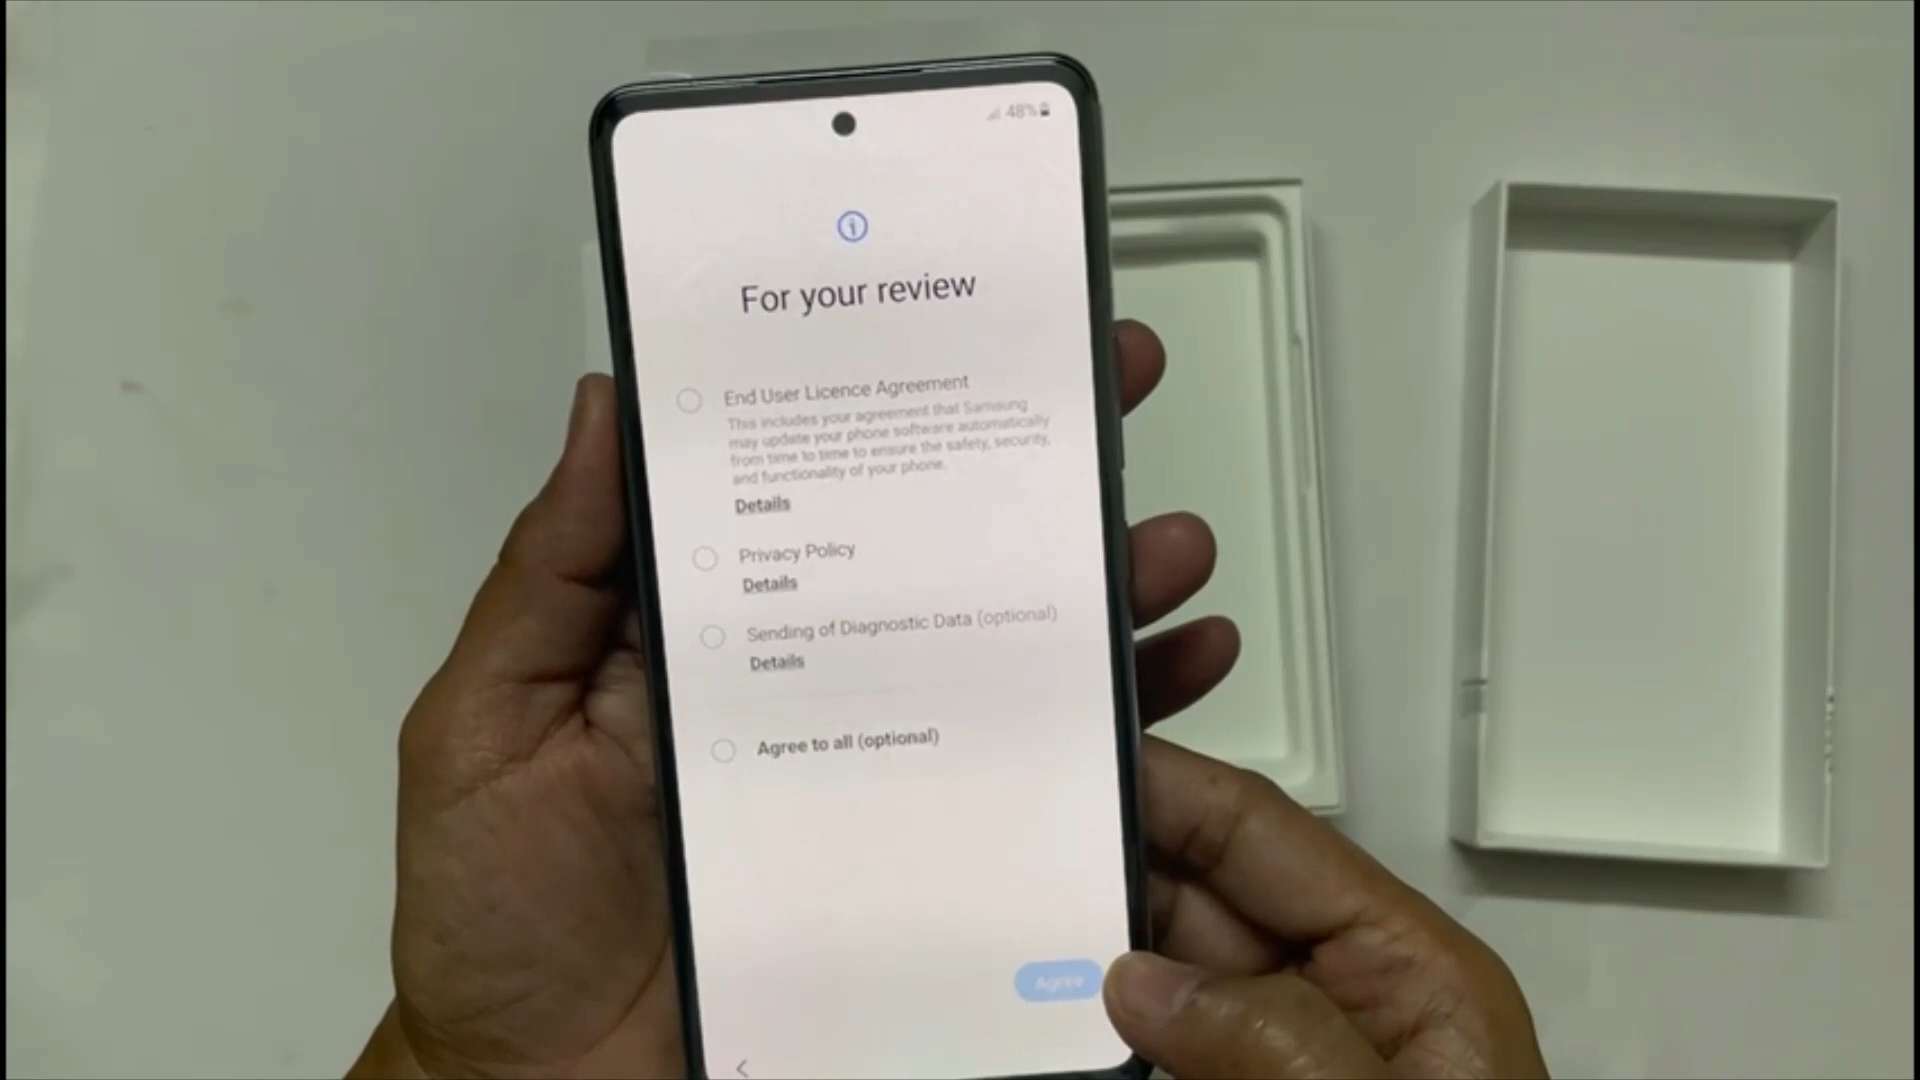 48%
For your review
End User Licence Agreement
This includes your agreement that Samsung
may update your phone software automatically
from time to time to ensure the safety, security,
and functionality of your phone.
Details
Privacy Policy
Details
Sending of Diagnostic Data (optional)
Details
Agree to all (optional)
Agree